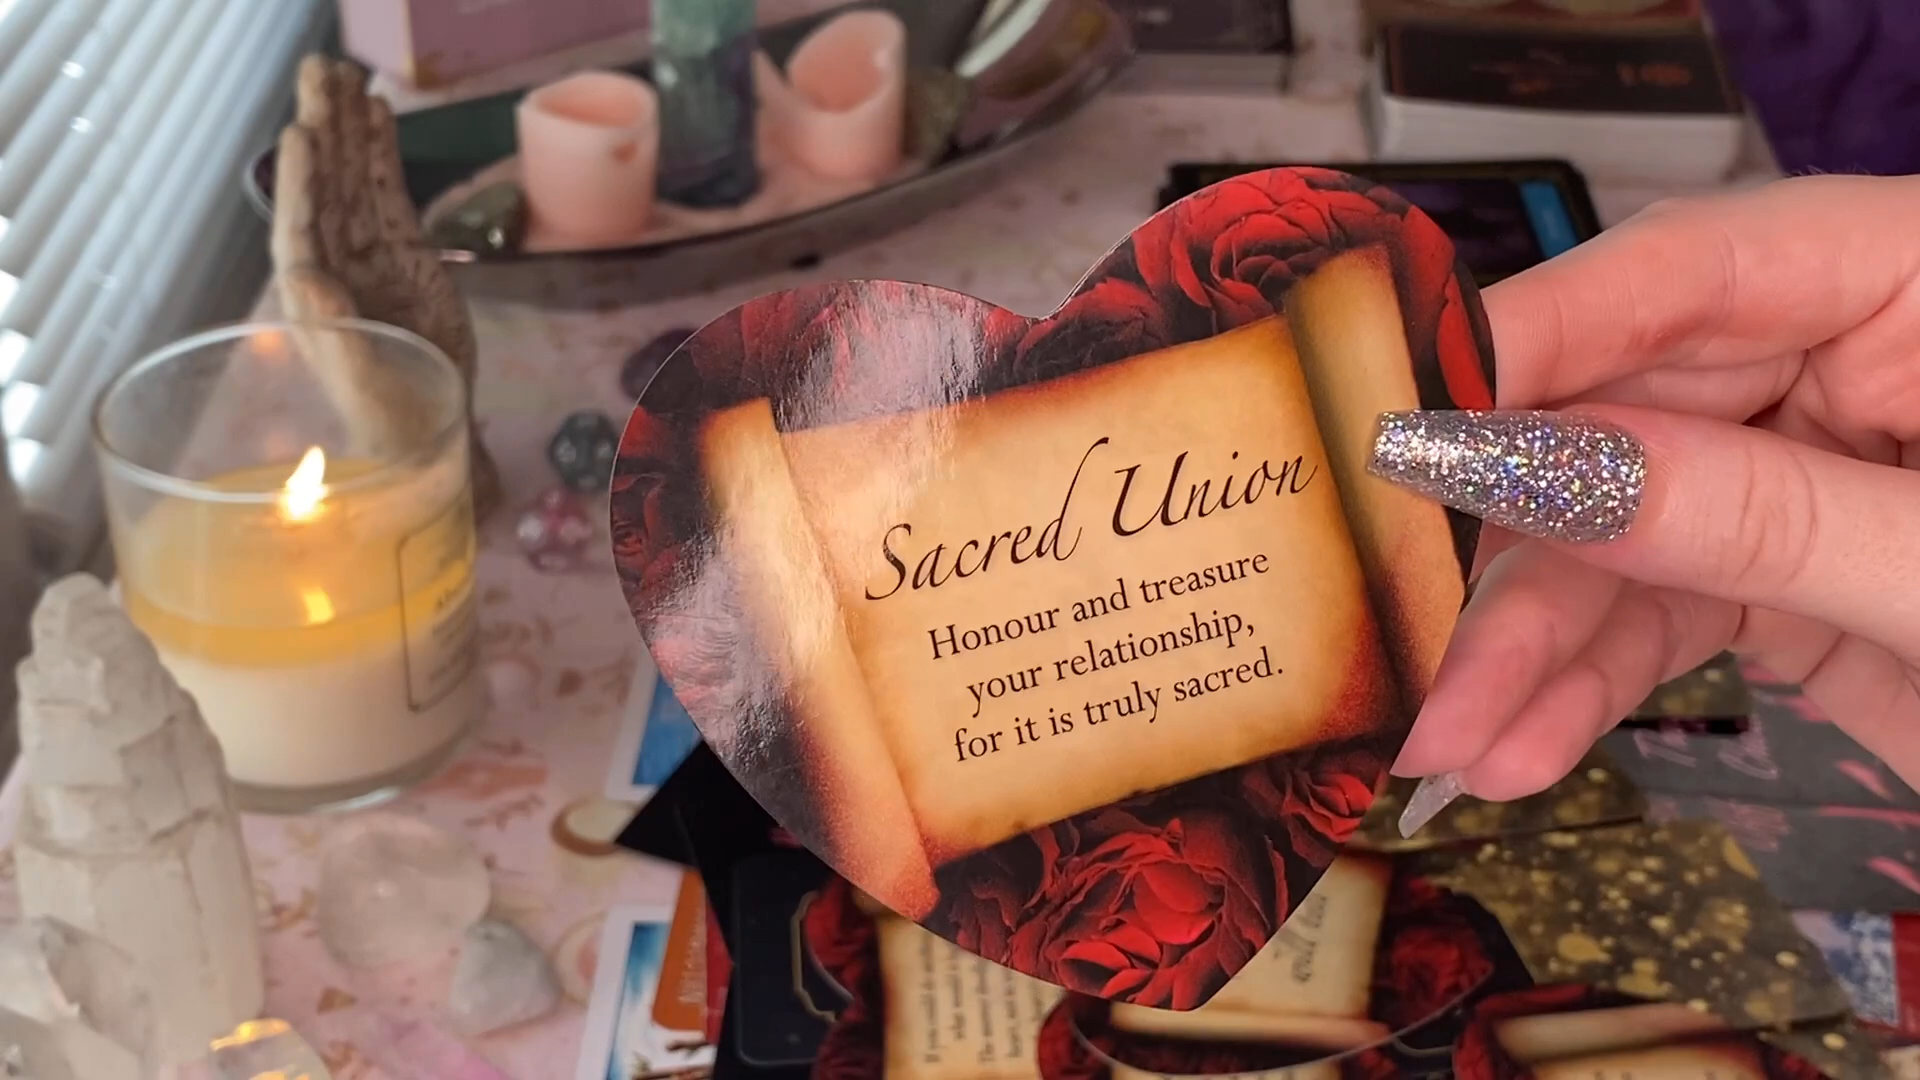 Sacred Union
Honour and treasure
your relationship,
for it is truly sacred.